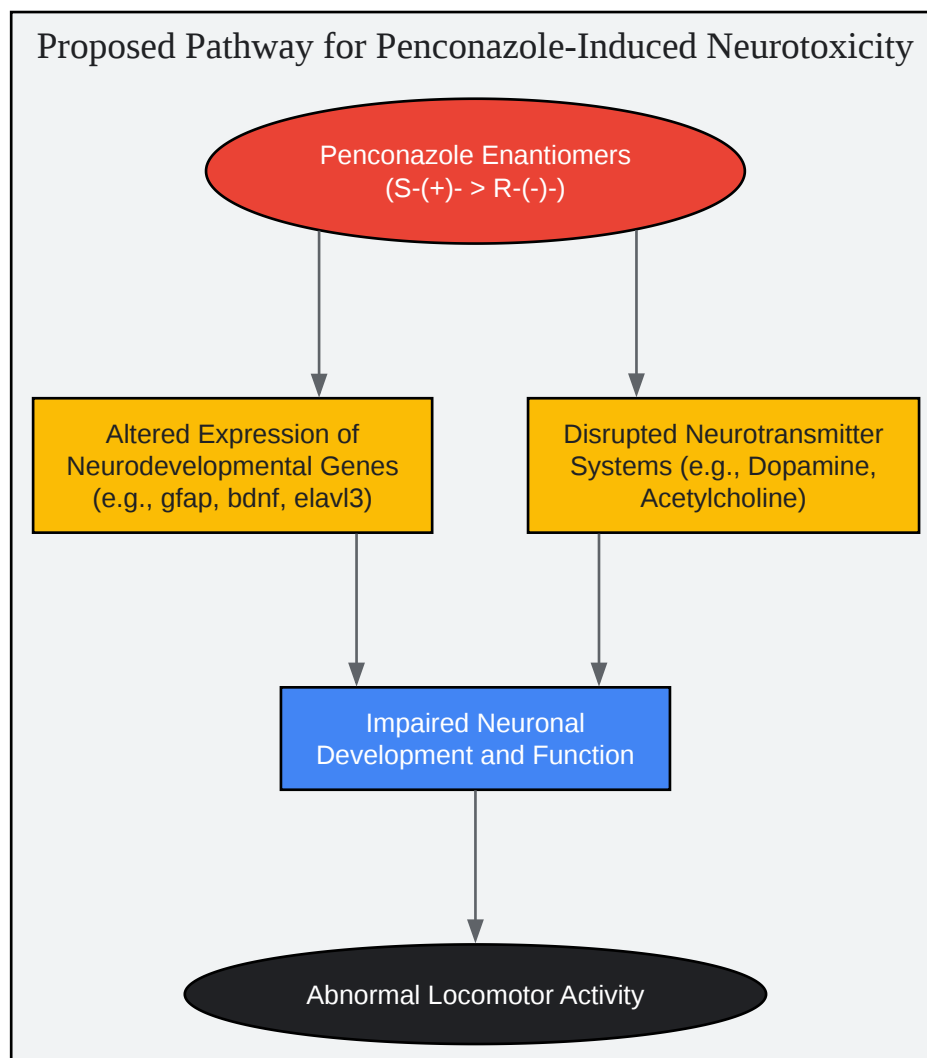 Proposed Pathway for Penconazole-Induced Neurotoxicity
Penconazole Enantiomers
(S-(+)- > R-(-)-)
Altered Expression of
Neurodevelopmental Genes
(e.g., gfap, bdnf, elavl3)
Disrupted Neurotransmitter
Systems (e.g., Dopamine,
Acetylcholine)
Impaired Neuronal
Development and Function
Abnormal Locomotor Activity